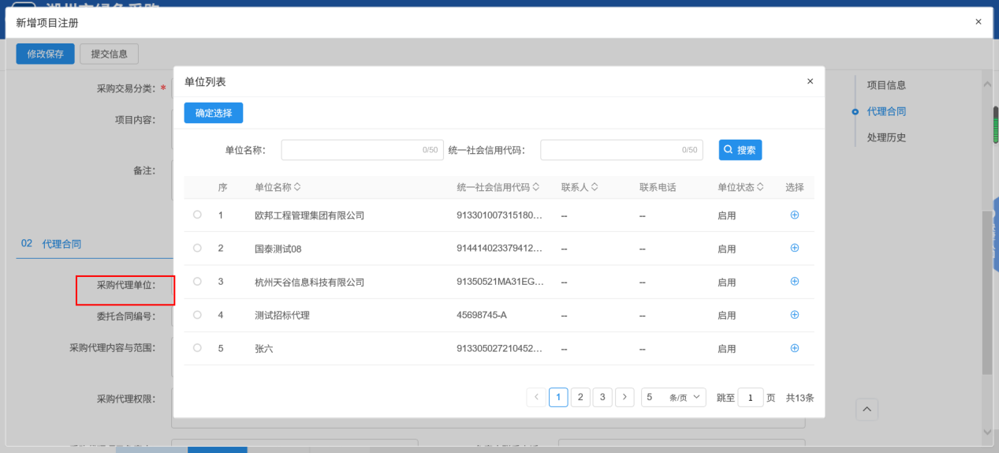 新增项目注册 ×
修改保存 提交信息
采购交易分类: *
项目内容:
备注:
02 代理合同
采购代理单位:
委托合同编号:
采购代理内容与范围:
采购代理权限:
单位列表 ×
确定选择
单位名称: 0/50 统一社会信用代码: 0/50 搜索
序 单位名称 统一社会信用代码 联系人 联系电话 单位状态 选择
1 欧邦工程管理集团有限公司 913301007315180... -- -- 启用
2 国泰测试08 914414023379412... -- -- 启用
3 杭州天谷信息科技有限公司 91350521MA31EG... -- -- 启用
4 测试招标代理 45698745-A -- -- 启用
5 张六 913305027210452... -- -- 启用
< 1 2 3 > 5 条/页 跳至 1 页 共13条
项目信息
代理合同
处理历史